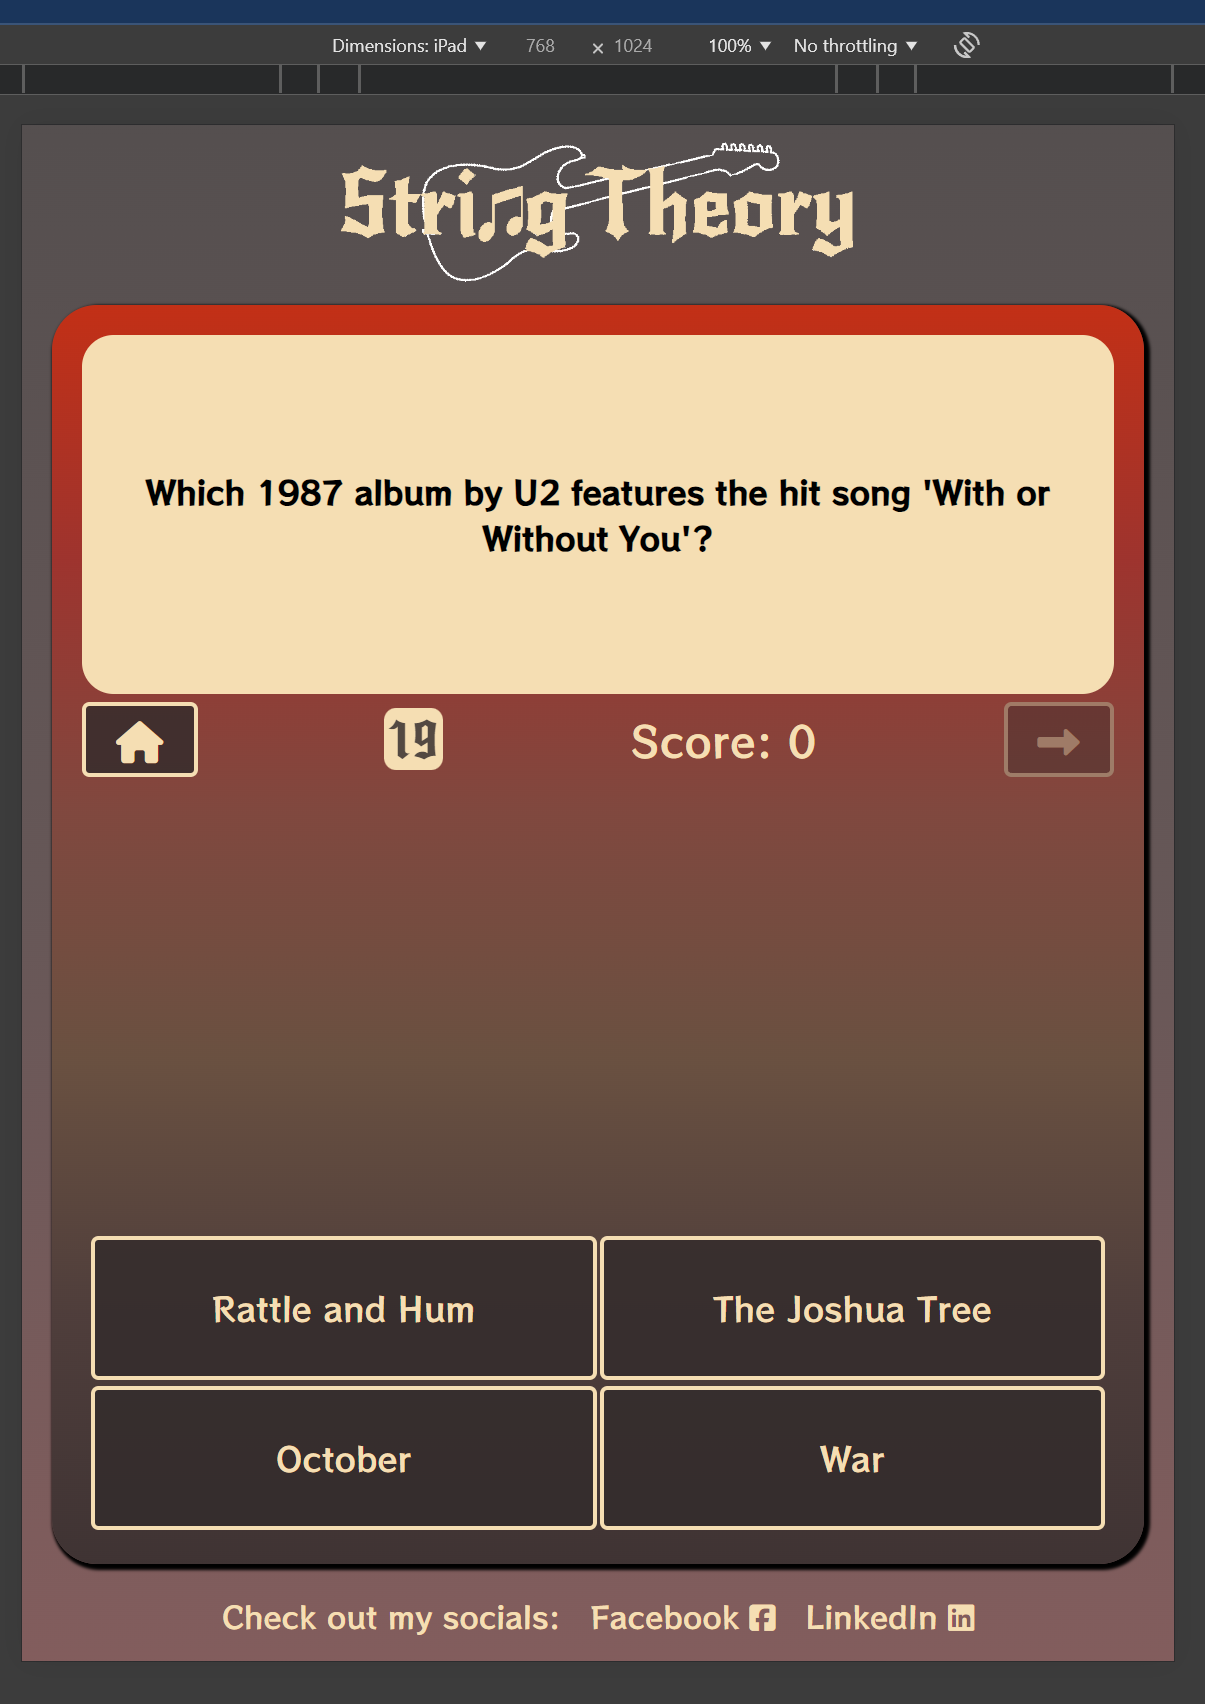 Dimensions: iPad 768 × 1024 100% No throttling
String Theory
Which 1987 album by U2 features the hit song 'With or
Without You'?
19 Score: 0
Rattle and Hum The Joshua Tree
October War
Check out my socials: Facebook LinkedIn